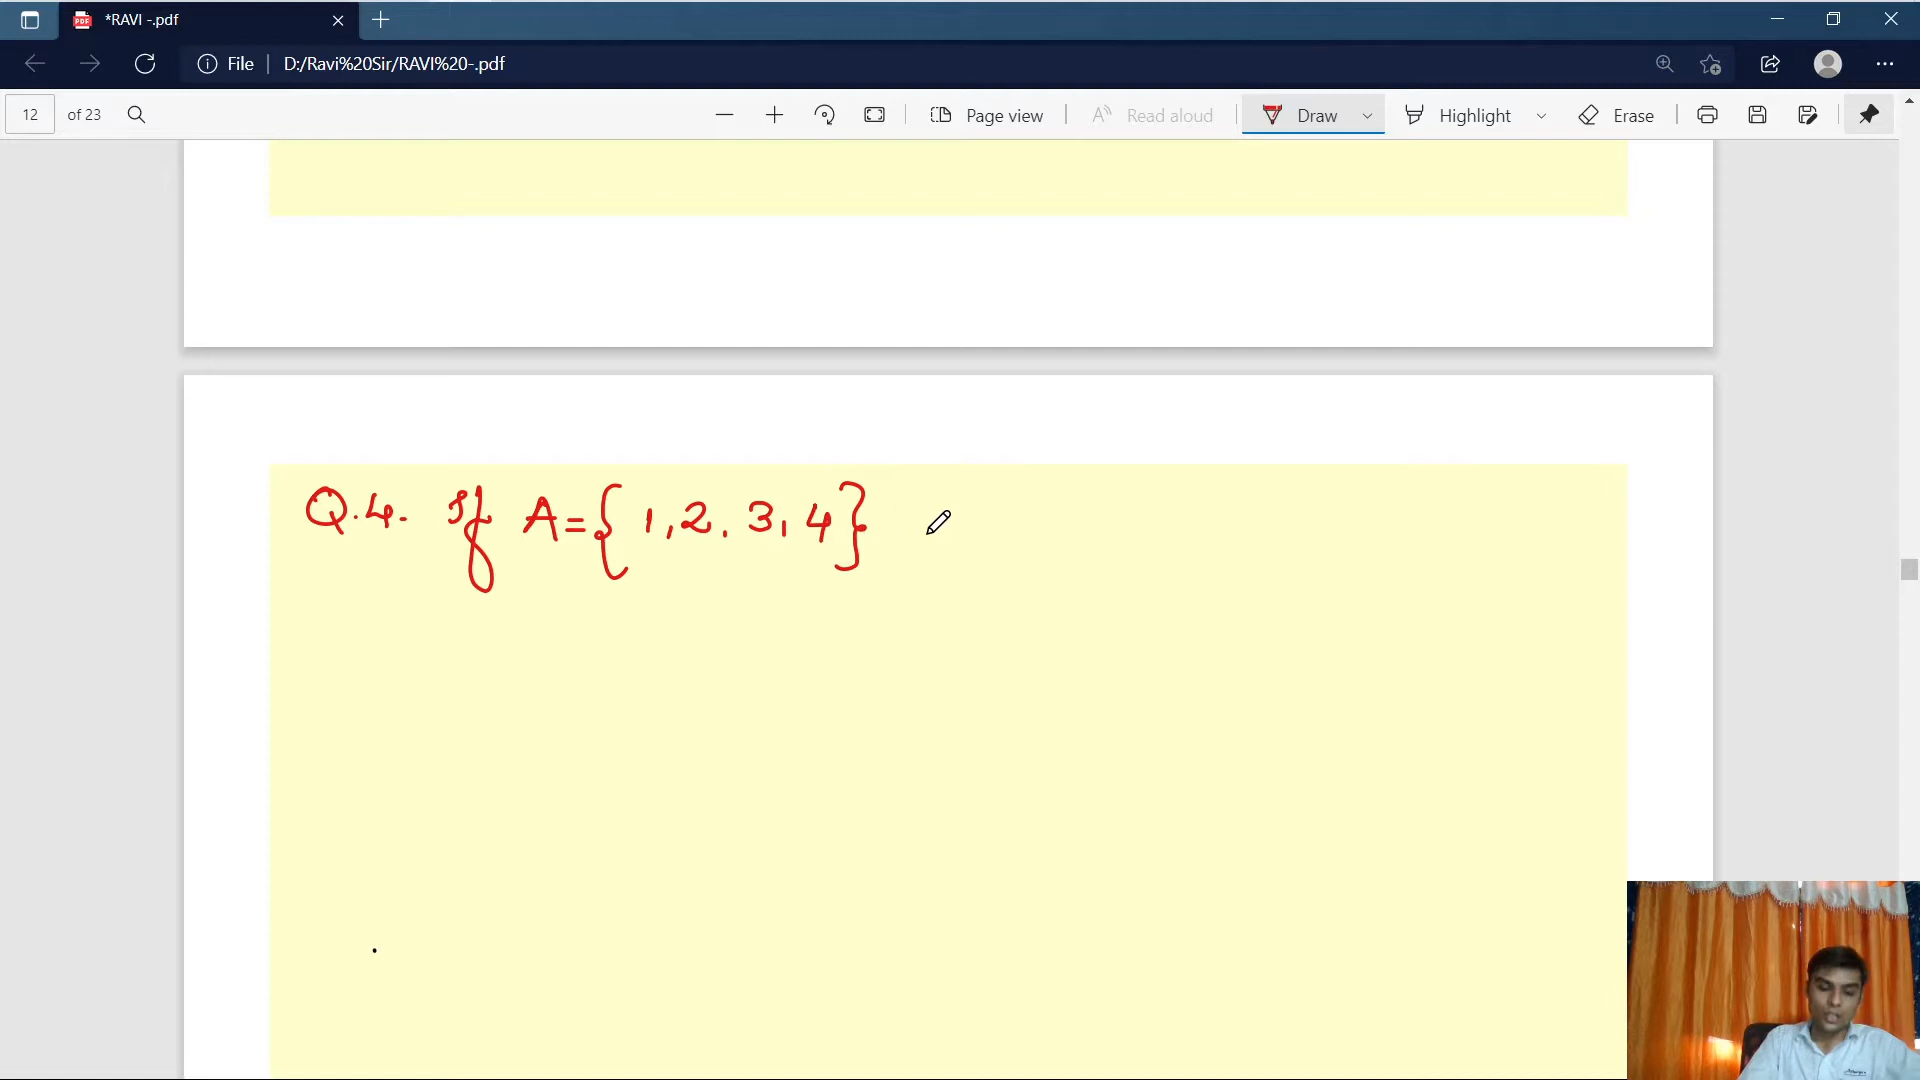 *RAVI -.pdf
File D:/Ravi%20Sir/RAVI%20-.pdf
12 of 23 Page view Read aloud Draw Highlight Erase
Q.4. If A={ 1,2, 3, 4}